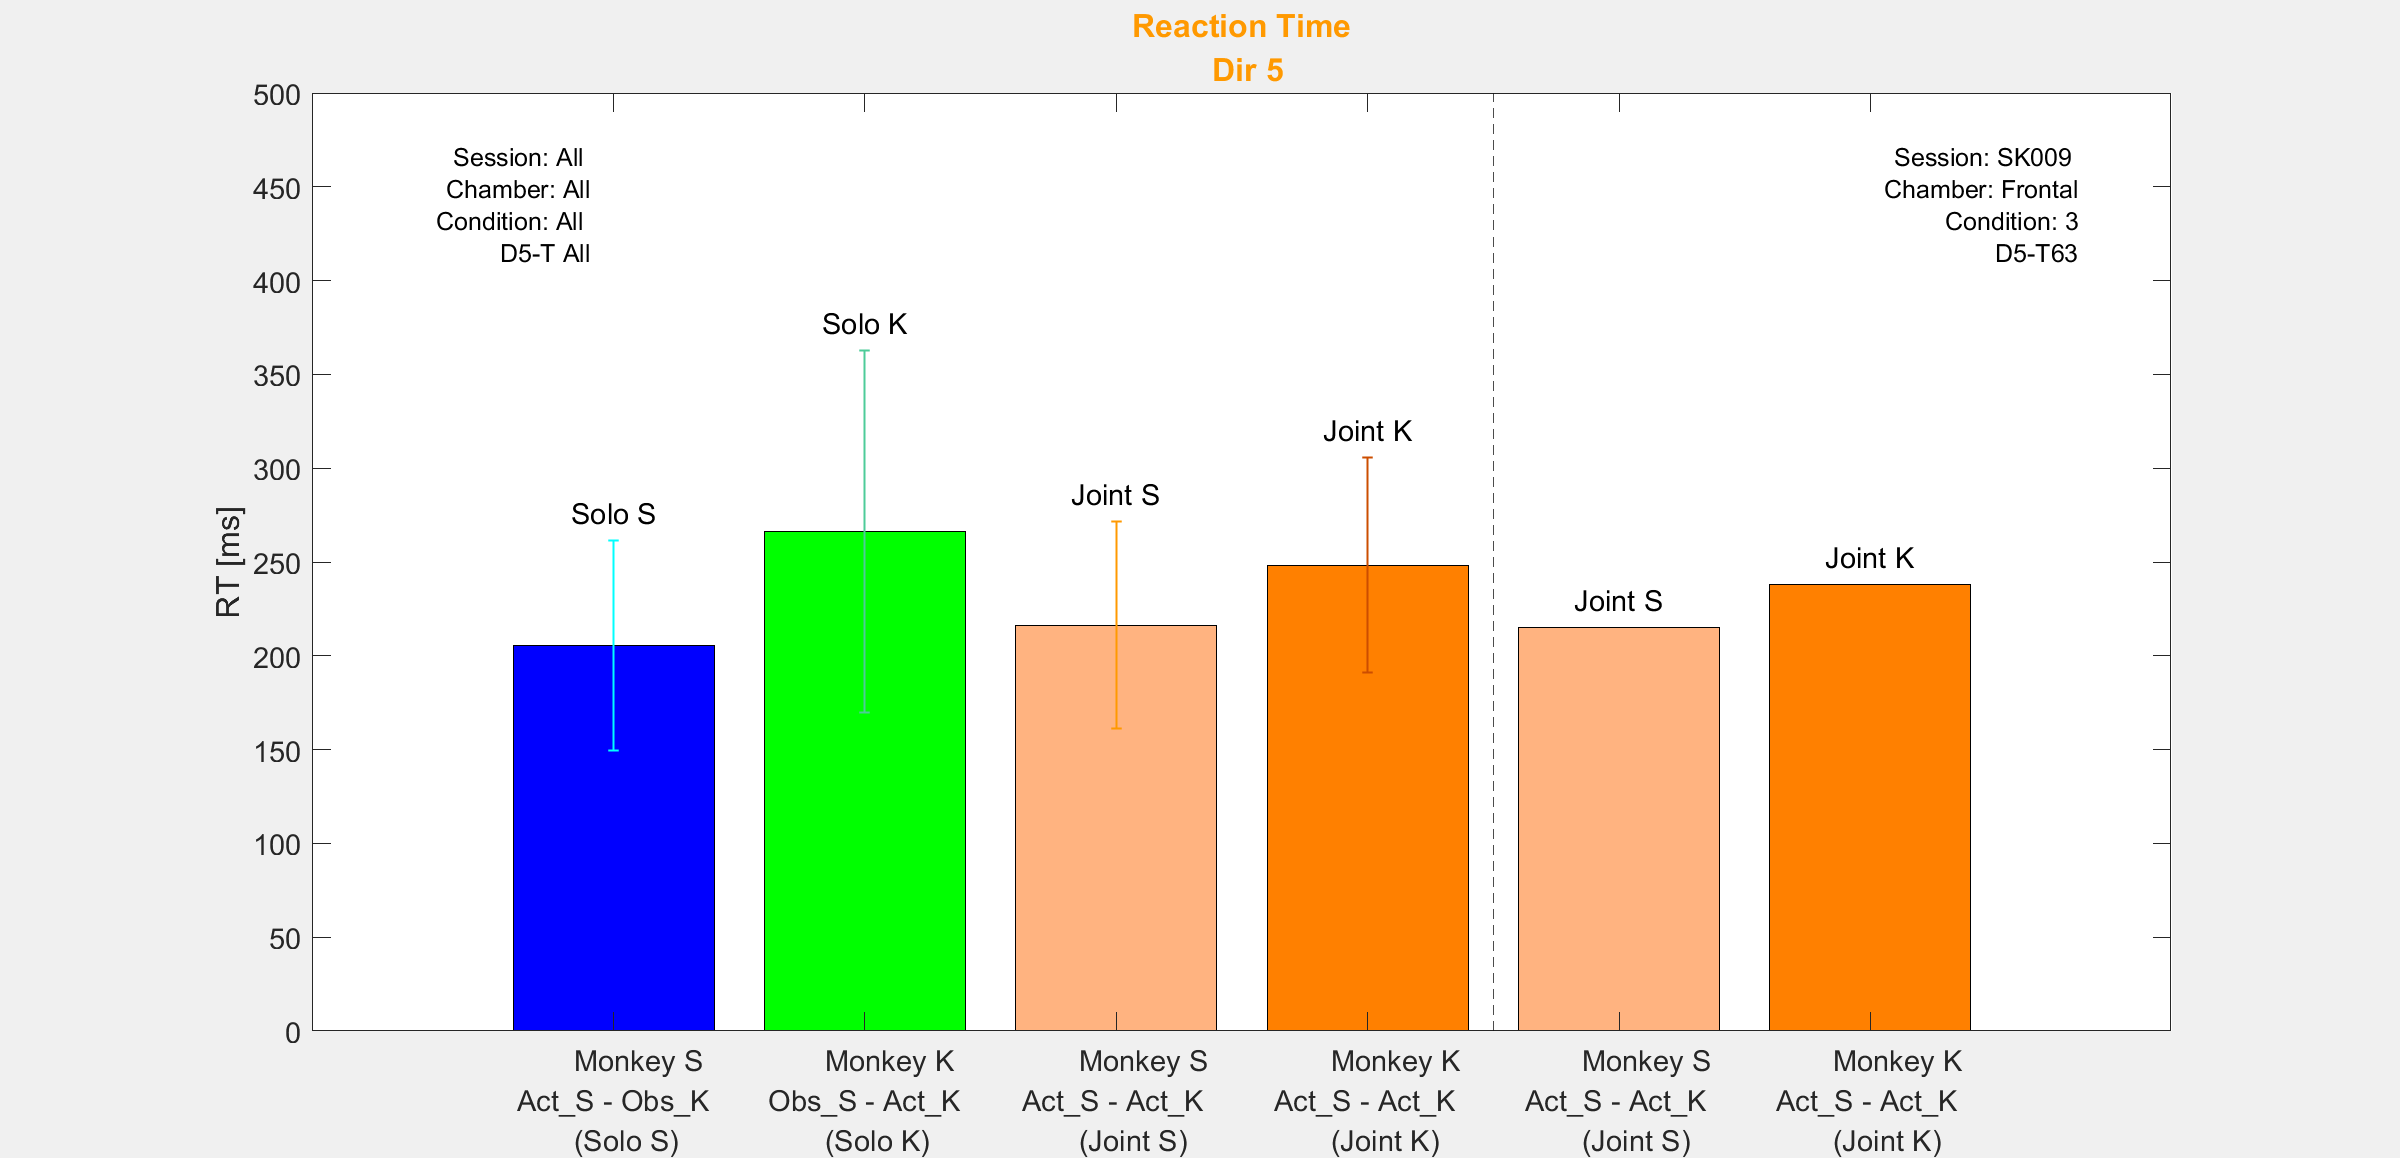 Reaction Time
Dir 5
500
450
400
350
300
250
200
150
100
50
0
RT [ms]
Session: All
Chamber: All
Condition: All
D5-T All
Session: SK009
Chamber: Frontal
Condition: 3
D5-T63
Solo S
Solo K
Joint S
Joint K
Joint S
Joint K
Monkey S
Act_S - Obs_K
(Solo S)
Monkey K
Obs_S - Act_K
(Solo K)
Monkey S
Act_S - Act_K
(Joint S)
Monkey K
Act_S - Act_K
(Joint K)
Monkey S
Act_S - Act_K
(Joint S)
Monkey K
Act_S - Act_K
(Joint K)